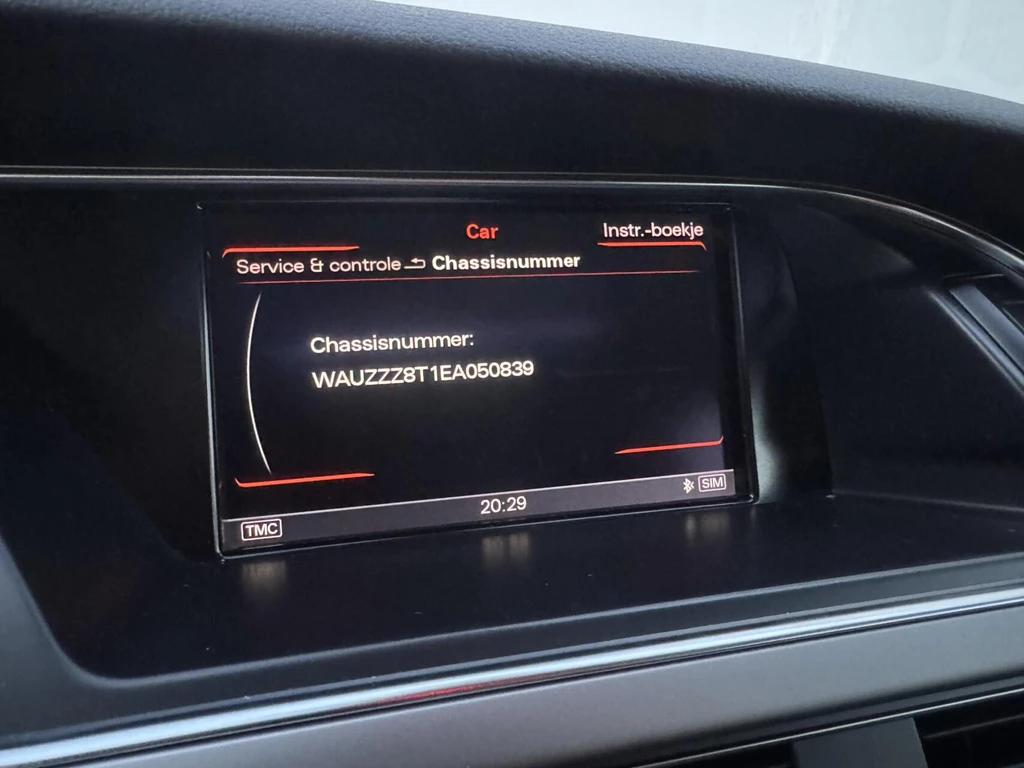 Car
Instr.-boekje
Service & controle Chassisnummer
Chassisnummer:
WAUZZZ8T1EA050839
TMC
20:29
SIM